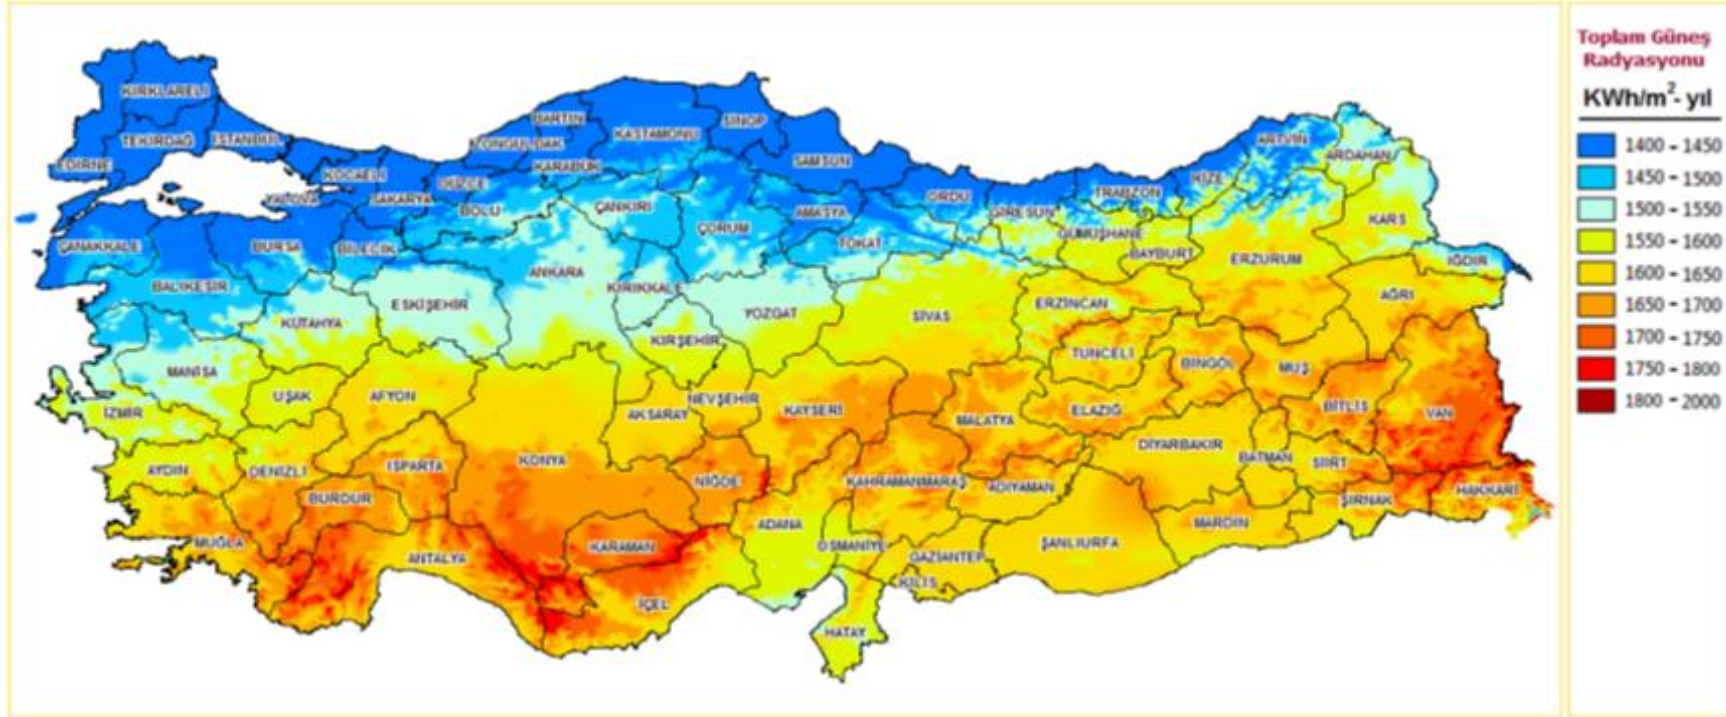 KIRKLARELİ
TEKİRDAĞ
İSTANBUL
EDİRNE
KOCAELİ
YALOVA
SAKARYA
DÜZCE
ZONGULDAK
BARTIN
KARABÜK
KASTAMONU
SİNOP
SAMSUN
BOLU
ÇANKIRI
ÇORUM
AMASYA
TOKAT
ORDU
GİRESUN
TRABZON
RİZE
ARTVİN
ARDAHAN
GÜMÜŞHANE
BAYBURT
ERZURUM
KARS
IĞDIR
ÇANAKKALE
BURSA
BİLECİK
BALIKESİR
KÜTAHYA
ESKİŞEHİR
ANKARA
KIRIKKALE
YOZGAT
KIRŞEHİR
SİVAS
ERZİNCAN
AĞRI
TUNCELİ
BİNGÖL
MUŞ
MANİSA
İZMİR
UŞAK
AFYON
AKSARAY
NEVŞEHİR
KAYSERİ
MALATYA
ELAZIĞ
BİTLİS
VAN
DİYARBAKIR
BATMAN
SİİRT
AYDIN
DENİZLİ
ISPARTA
BURDUR
KONYA
NİĞDE
KAHRAMANMARAŞ
ADIYAMAN
ŞIRNAK
HAKKARİ
MARDİN
MUĞLA
ANTALYA
KARAMAN
İÇEL
ADANA
OSMANİYE
GAZİANTEP
KİLİS
ŞANLIURFA
HATAY
Toplam Güneş
Radyasyonu
KWh/m²- yıl
1400 - 1450
1450 - 1500
1500 - 1550
1550 - 1600
1600 - 1650
1650 - 1700
1700 - 1750
1750 - 1800
1800 - 2000